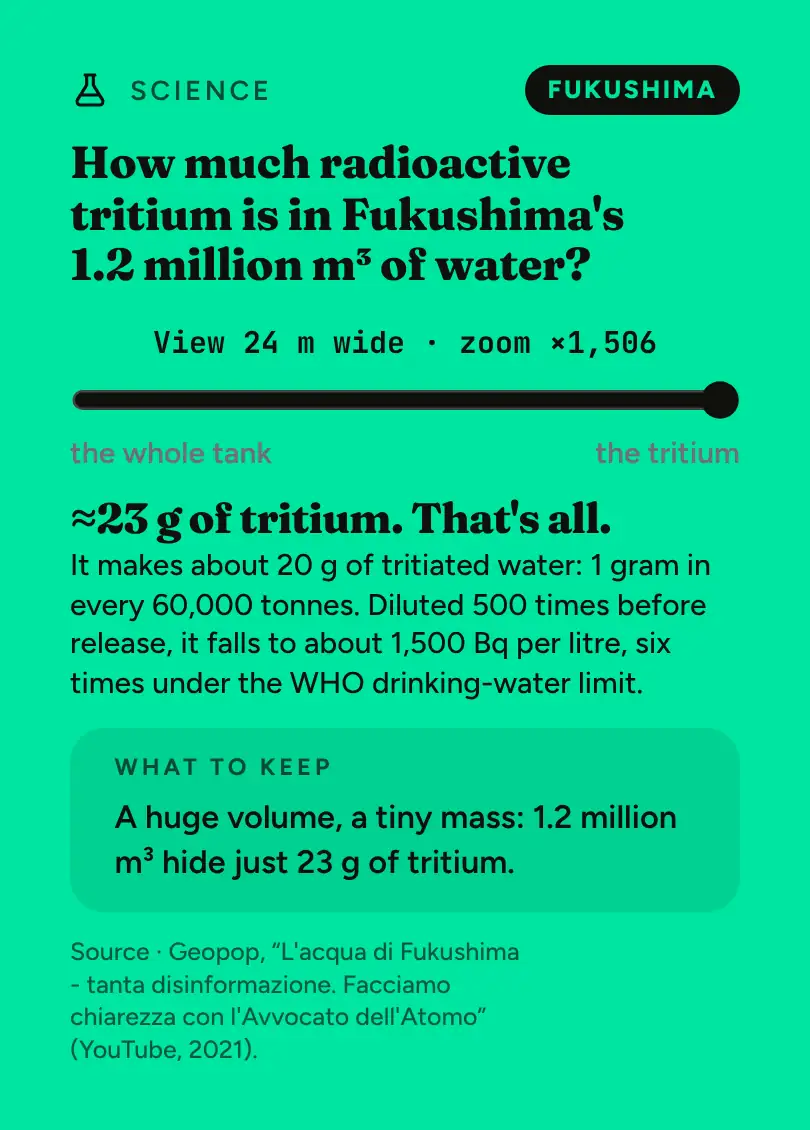 SCIENCE
FUKUSHIMA
How much radioactive
tritium is in Fukushima's
1.2 million m³ of water?
View 24 m wide · zoom ×1,506
the whole tank
the tritium
≈23 g of tritium. That's all.
It makes about 20 g of tritiated water: 1 gram in
every 60,000 tonnes. Diluted 500 times before
release, it falls to about 1,500 Bq per litre, six
times under the WHO drinking-water limit.
WHAT TO KEEP
A huge volume, a tiny mass: 1.2 million
m³ hide just 23 g of tritium.
Source · Geopop, “L'acqua di Fukushima
- tanta disinformazione. Facciamo
chiarezza con l'Avvocato dell'Atomo”
(YouTube, 2021).